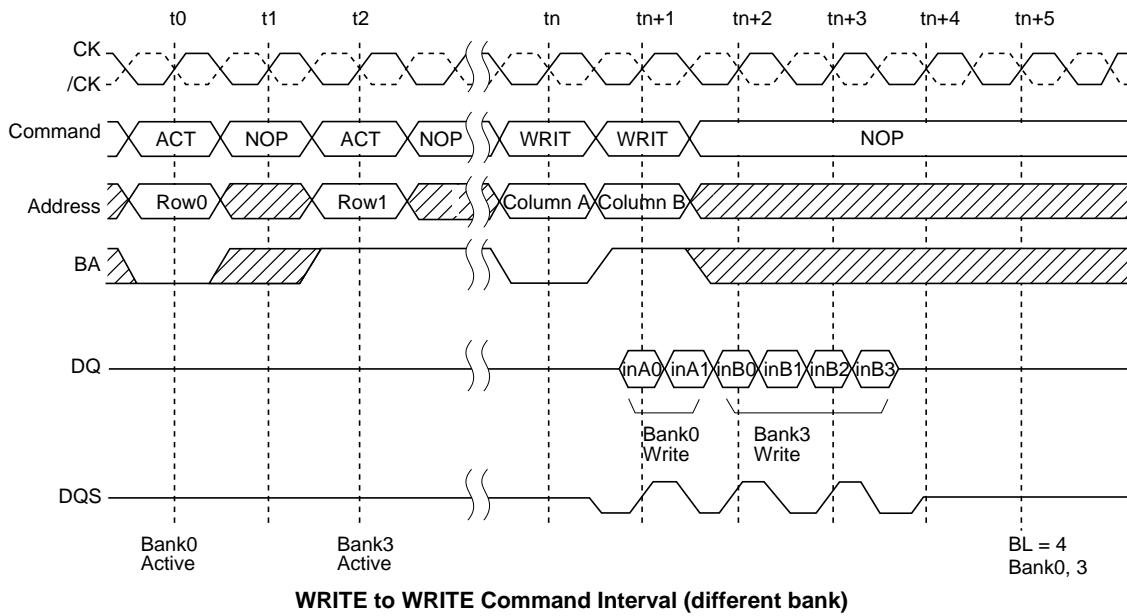 t0 t1 t2 tn tn+1 tn+2 tn+3 tn+4 tn+5
CK
/CK
Command ACT NOP ACT NOP WRIT WRIT NOP
Address Row0 Row1 Column A Column B
BA
DQ inA0 inA1 inB0 inB1 inB2 inB3
Bank0 Bank3
Write Write
DQS
Bank0 Bank3 BL = 4
Active Active Bank0, 3
WRITE to WRITE Command Interval (different bank)